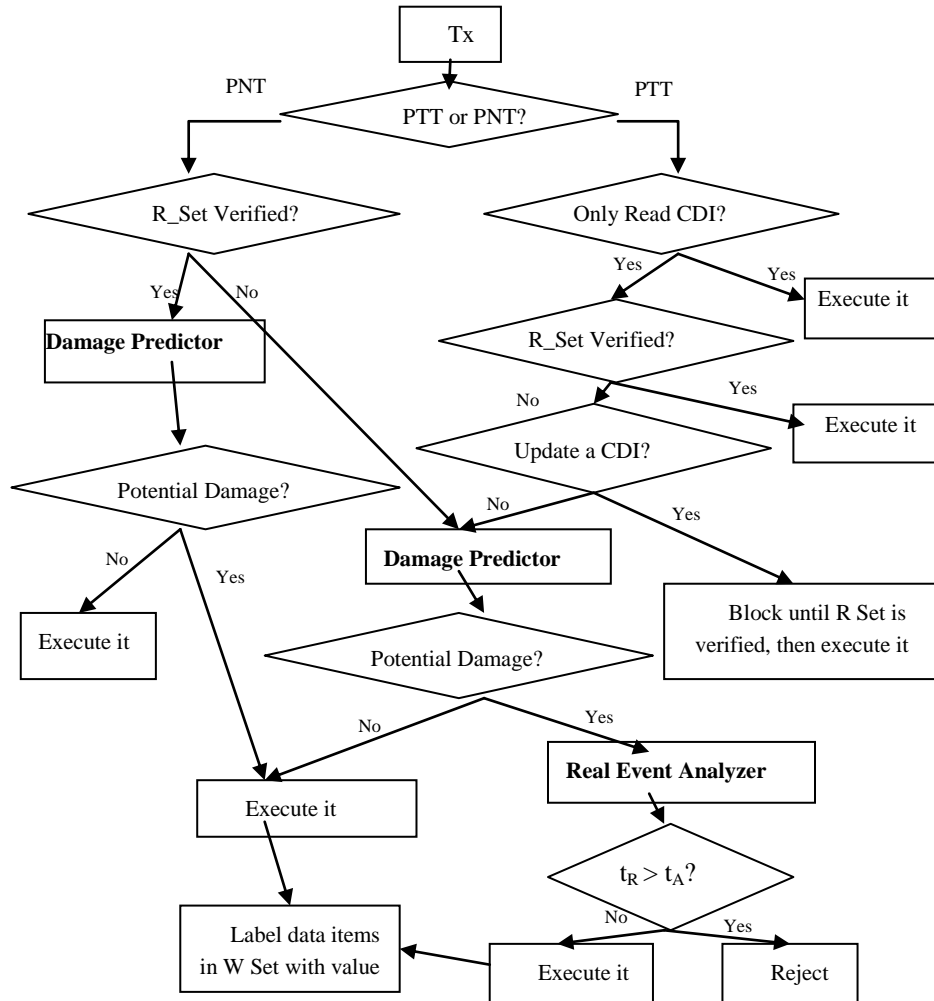 Tx
PNT
PTT
PTT or PNT?
R_Set Verified?
Only Read CDI?
Yes
No
Yes
Yes
Execute it
Damage Predictor
R_Set Verified?
Yes
No
Execute it
Update a CDI?
Potential Damage?
No
Yes
Damage Predictor
No
Yes
Execute it
Block until R Set is
verified, then execute it
Potential Damage?
No
Yes
Real Event Analyzer
Execute it
tR > tA?
No
Yes
Label data items
in W Set with value
Execute it
Reject